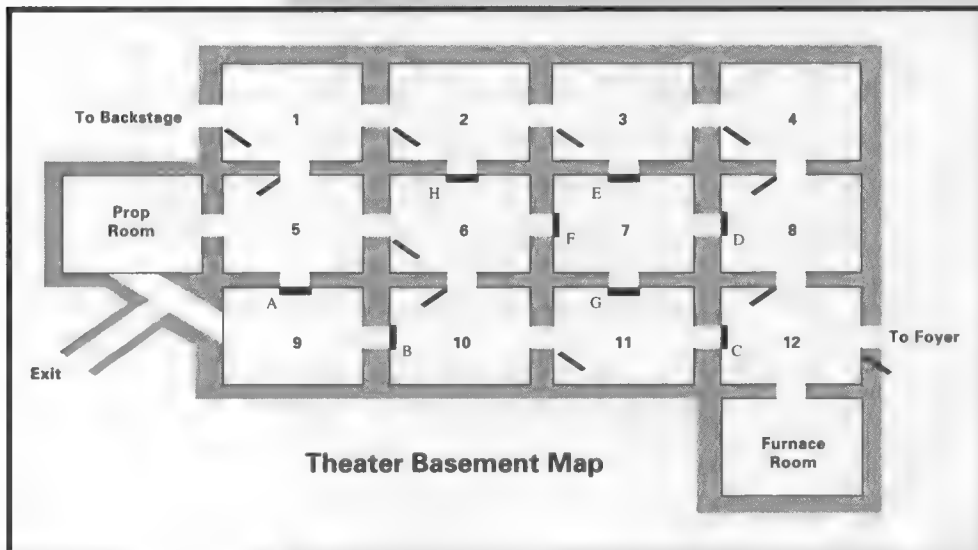 To Backstage
1
2
3
4
H
E
Prop
Room
5
6
F
7
D
8
A
G
9
B
10
11
C
12
To Foyer
Exit
Furnace
Room
Theater Basement Map